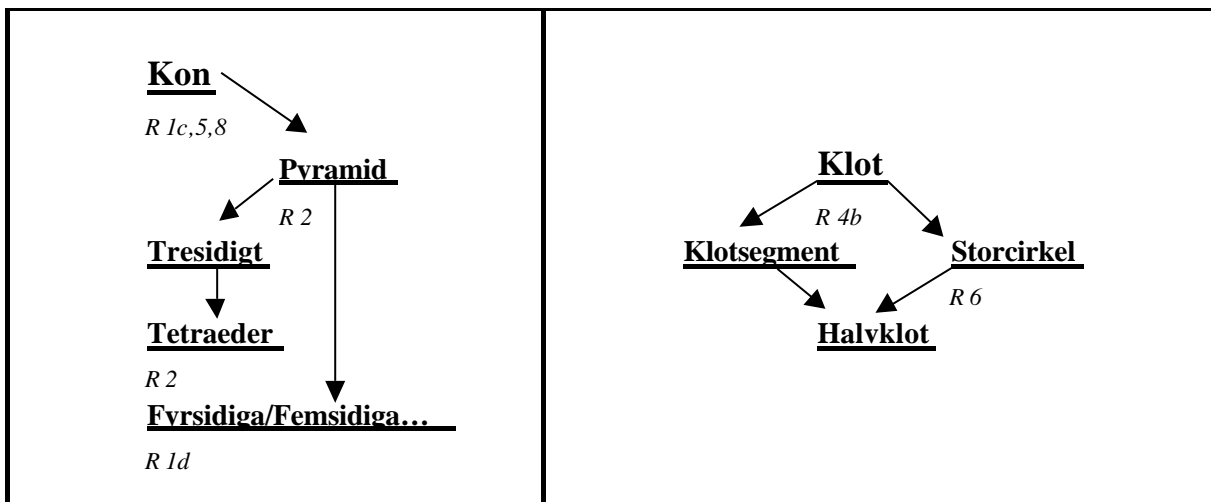 Kon
R 1c,5,8
Pyramid
R 2
Tresidigt
Tetraeder
R 2
Fyrsidiga/Femsidiga…
R 1d
Klot
R 4b
Klotsegment
Storcirkel
R 6
Halvklot